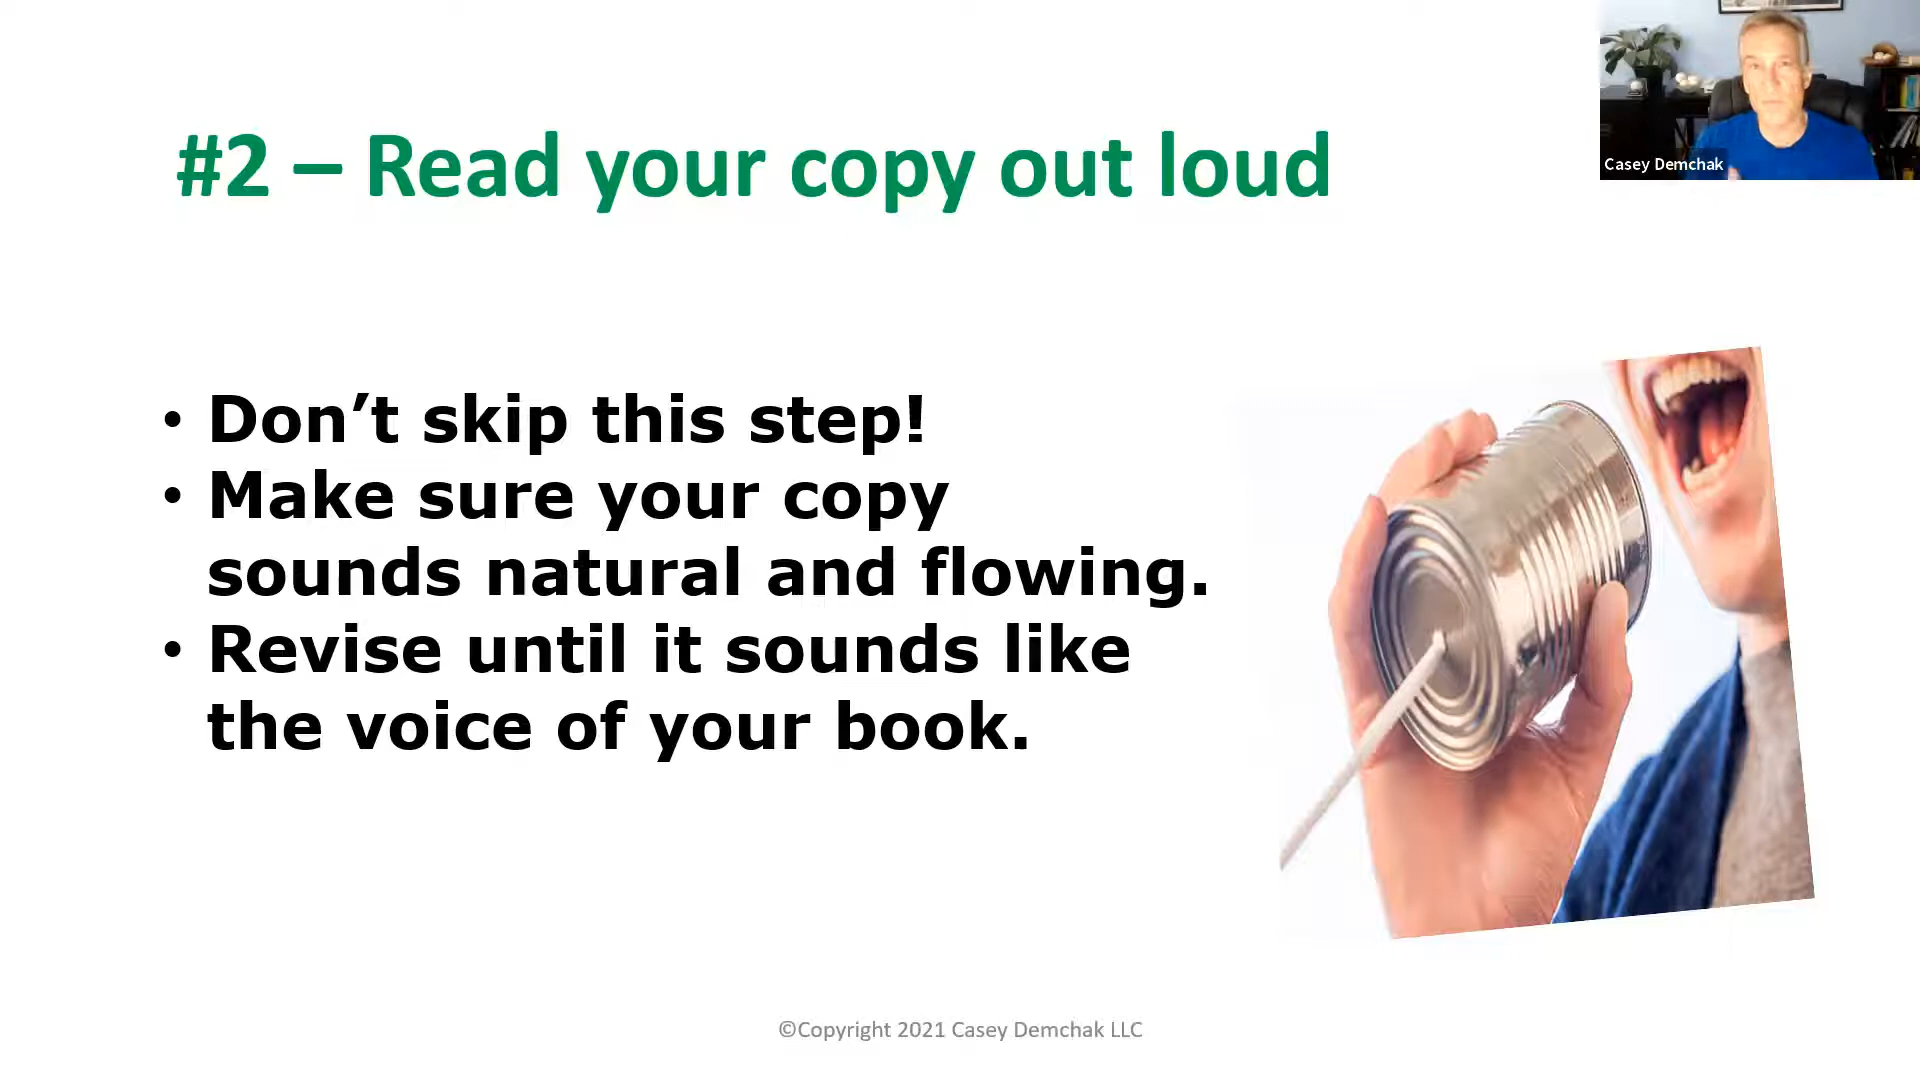 #2 – Read your copy out loud
Casey Demchak
• Don’t skip this step!
• Make sure your copy
sounds natural and flowing.
• Revise until it sounds like
the voice of your book.
©Copyright 2021 Casey Demchak LLC